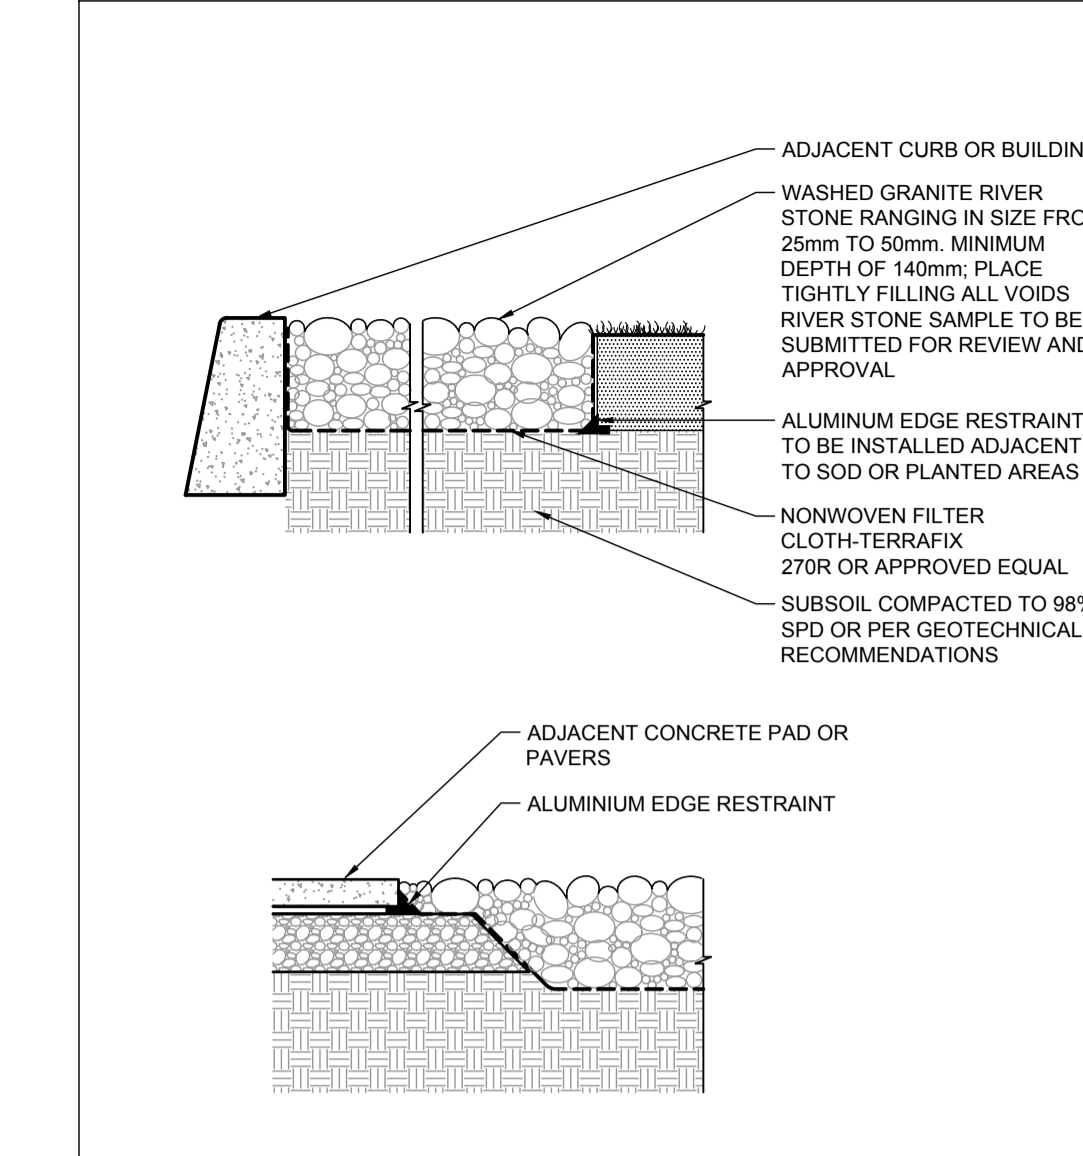 ADJACENT CURB OR BUILDIN
WASHED GRANITE RIVER
STONE RANGING IN SIZE FRO
25mm TO 50mm. MINIMUM
DEPTH OF 140mm; PLACE
TIGHTLY FILLING ALL VOIDS
RIVER STONE SAMPLE TO BE
SUBMITTED FOR REVIEW AND
APPROVAL
ALUMINUM EDGE RESTRAINT
TO BE INSTALLED ADJACENT
TO SOD OR PLANTED AREAS
NONWOVEN FILTER
CLOTH-TERRAFIX
270R OR APPROVED EQUAL
SUBSOIL COMPACTED TO 98%
SPD OR PER GEOTECHNICAL
RECOMMENDATIONS
ADJACENT CONCRETE PAD OR
PAVERS
ALUMINIUM EDGE RESTRAINT